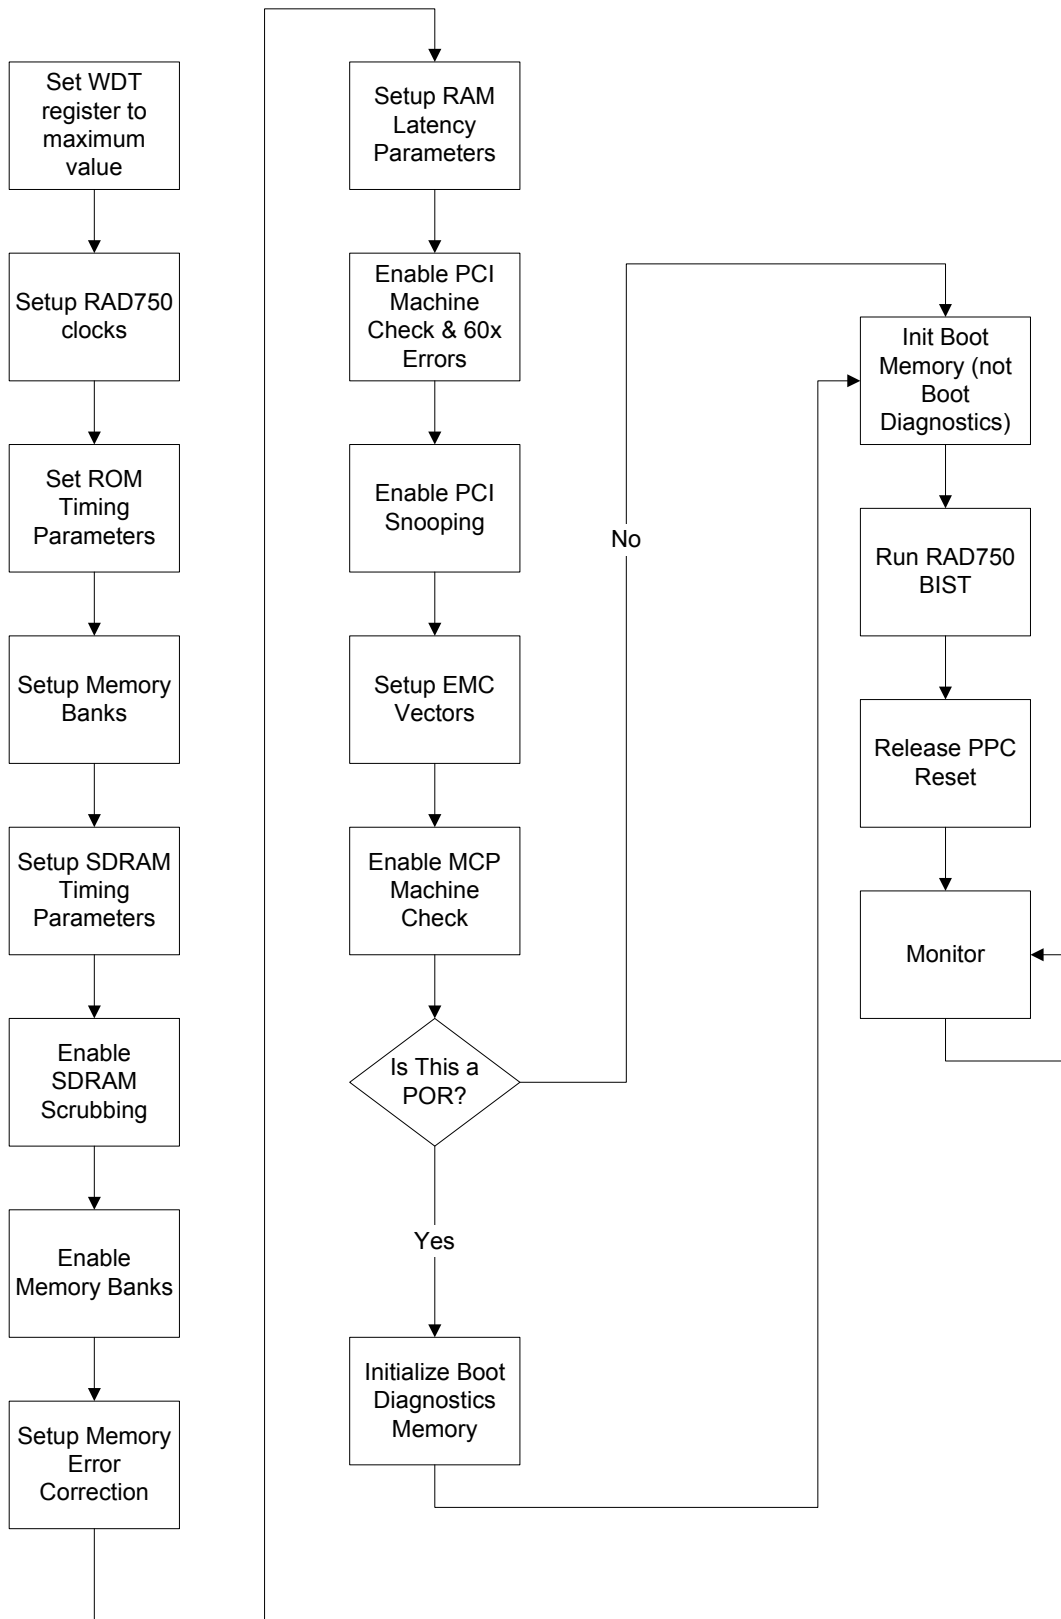 Set WDT
register to
maximum
value
Setup RAD750
clocks
Set ROM
Timing
Parameters
Setup Memory
Banks
Setup SDRAM
Timing
Parameters
Enable
SDRAM
Scrubbing
Enable
Memory Banks
Setup Memory
Error
Correction
Setup RAM
Latency
Parameters
Enable PCI
Machine
Check & 60x
Errors
Enable PCI
Snooping
Setup EMC
Vectors
Enable MCP
Machine
Check
Is This a
POR?
Yes
Initialize Boot
Diagnostics
Memory
No
Init Boot
Memory (not
Boot
Diagnostics)
Run RAD750
BIST
Release PPC
Reset
Monitor